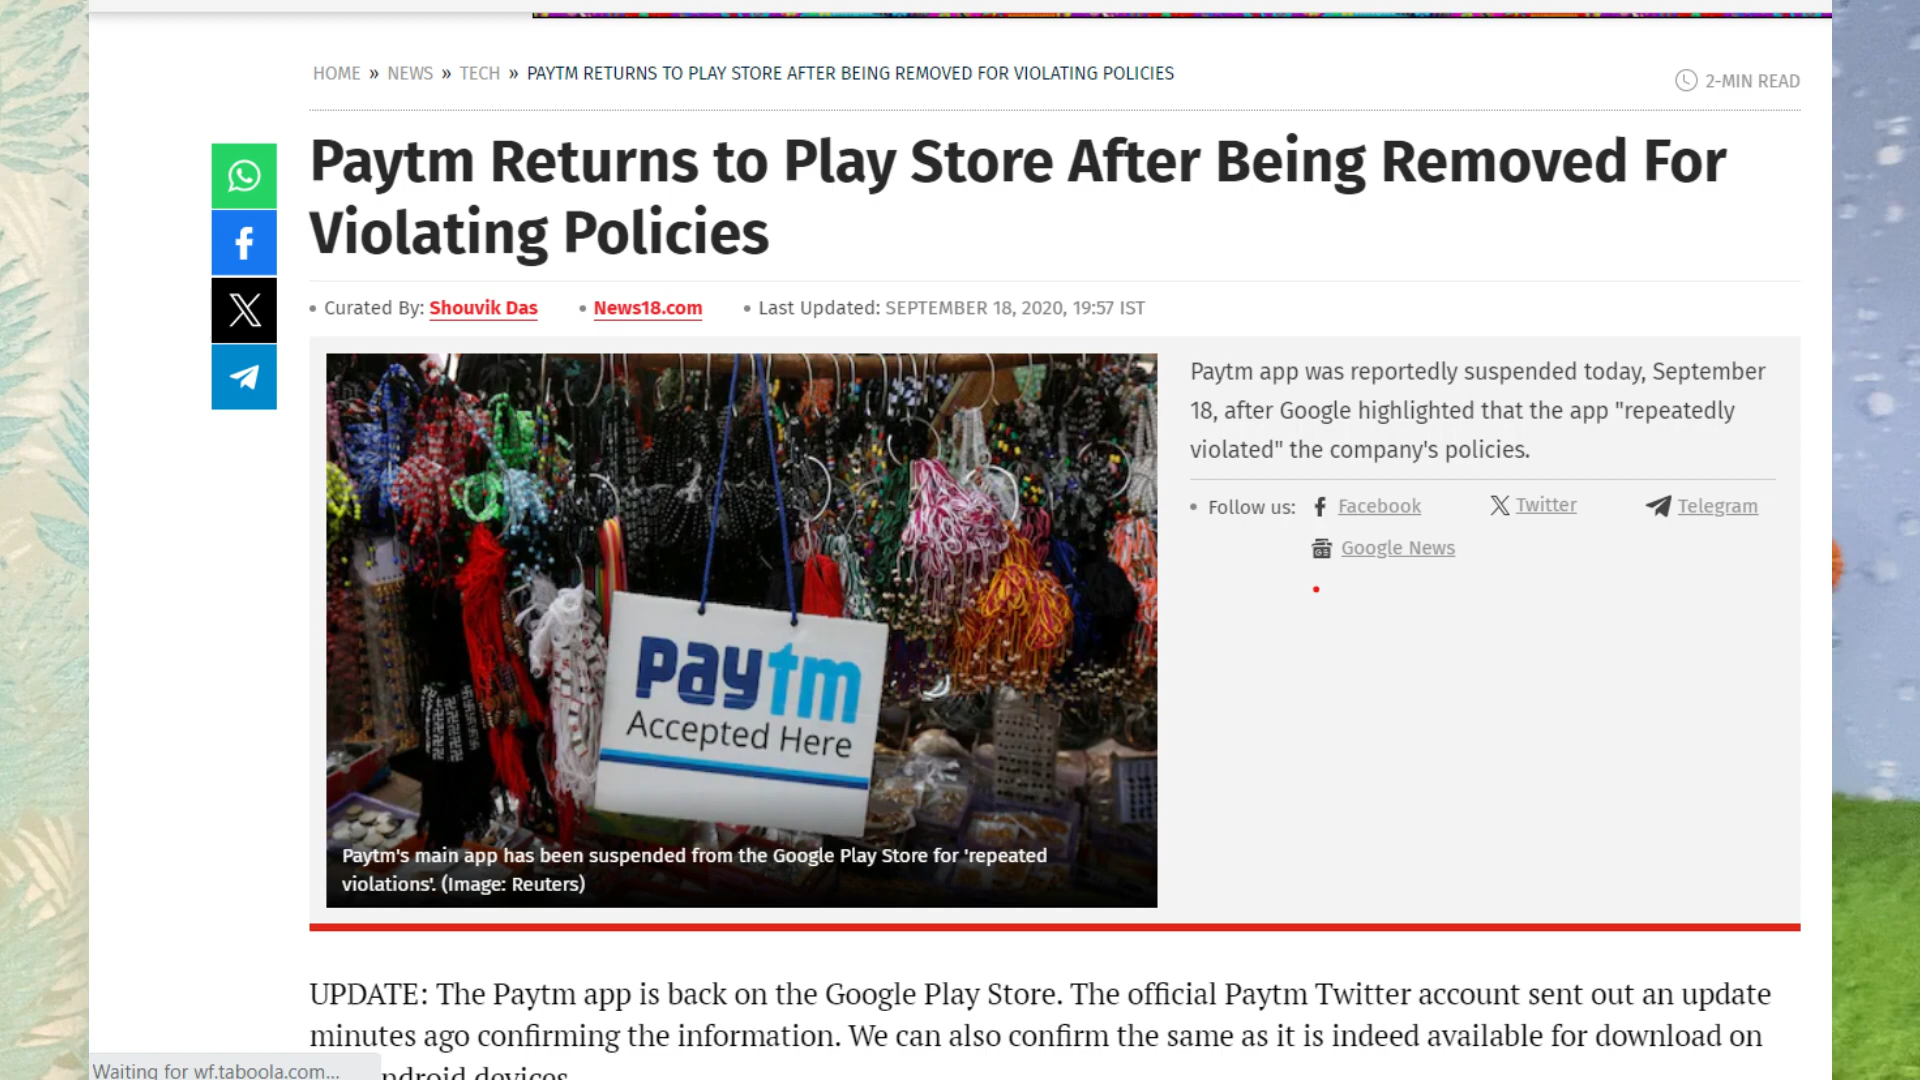 HOME » NEWS » TECH » PAYTM RETURNS TO PLAY STORE AFTER BEING REMOVED FOR VIOLATING POLICIES
2-MIN READ
Paytm Returns to Play Store After Being Removed For
Violating Policies
• Curated By: Shouvik Das • News18.com • Last Updated: SEPTEMBER 18, 2020, 19:57 IST
paytm
Accepted Here
Paytm's main app has been suspended from the Google Play Store for 'repeated
violations'. (Image: Reuters)
Paytm app was reportedly suspended today, September
18, after Google highlighted that the app "repeatedly
violated" the company's policies.
• Follow us: Facebook Twitter Telegram
Google News
UPDATE: The Paytm app is back on the Google Play Store. The official Paytm Twitter account sent out an update
minutes ago confirming the information. We can also confirm the same as it is indeed available for download on
devices.
Waiting for wf.taboola.com...